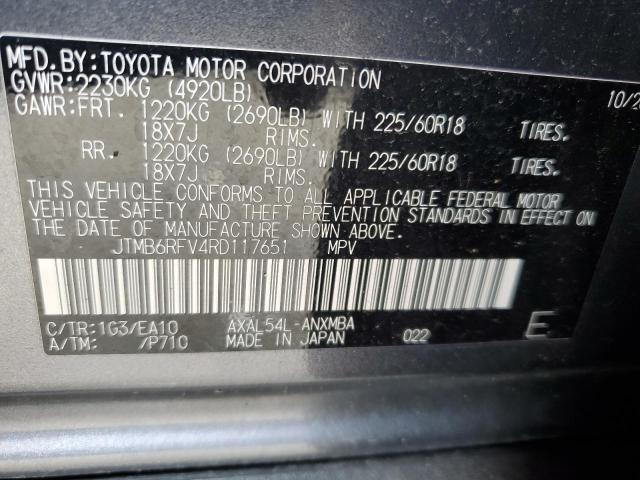 MFD.BY:TOYOTA MOTOR CORPORATION 10/2
GVWR:2230KG (4920LB)
GAWR:FRT. 1220KG (2690LB) WITH 225/60R18 TIRES.
18X7J RIMS.
RR. 1220KG (2690LB) WITH 225/60R18 TIRES.
18X7J RIMS.
THIS VEHICLE CONFORMS TO ALL APPLICABLE FEDERAL MOTOR
VEHICLE SAFETY AND THEFT PREVENTION STANDARDS IN EFFECT ON
THE DATE OF MANUFACTURE SHOWN ABOVE.
JTMB6RFV4RD117651 MPV
C/TR:1G3/EA10 AXAL54L-ANXMBA
A/TM: /P710 MADE IN JAPAN 022 E